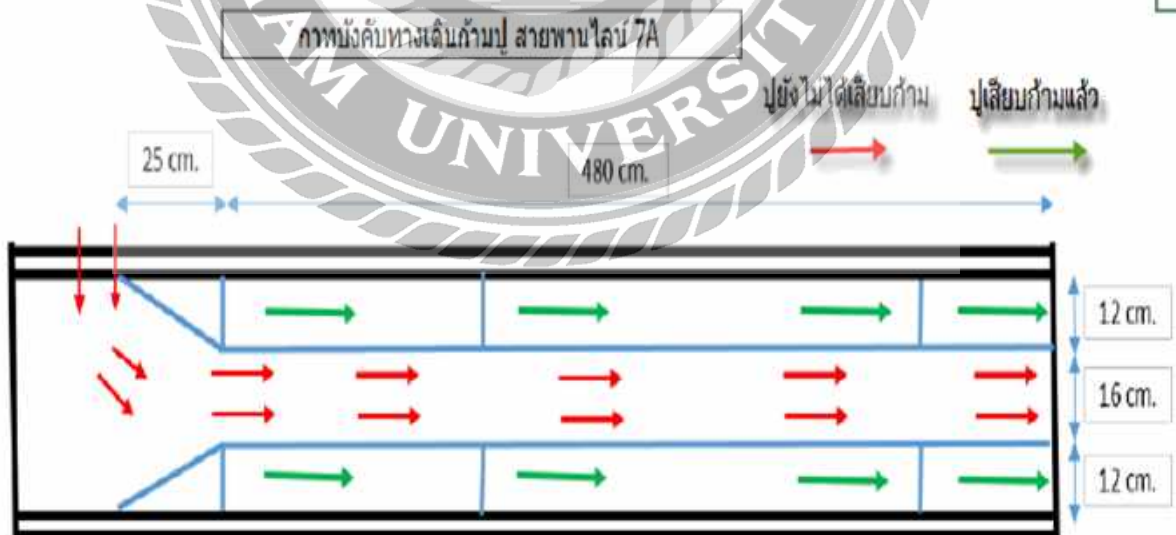 ภาพบังคับทางเดินก้ามปู สายพานไลน์ 7A
AM UNIVERSIT
ปูยังไม่ได้เสียบก้าม ปูเสียบก้ามแล้ว
25 cm. 480 cm.
12 cm.
16 cm.
12 cm.